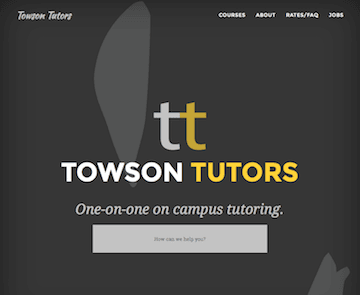 Towson Tutors
COURSES ABOUT RATES/FAQ JOBS
tt
TOWSON TUTORS
One-on-one on campus tutoring.
How can we help you?